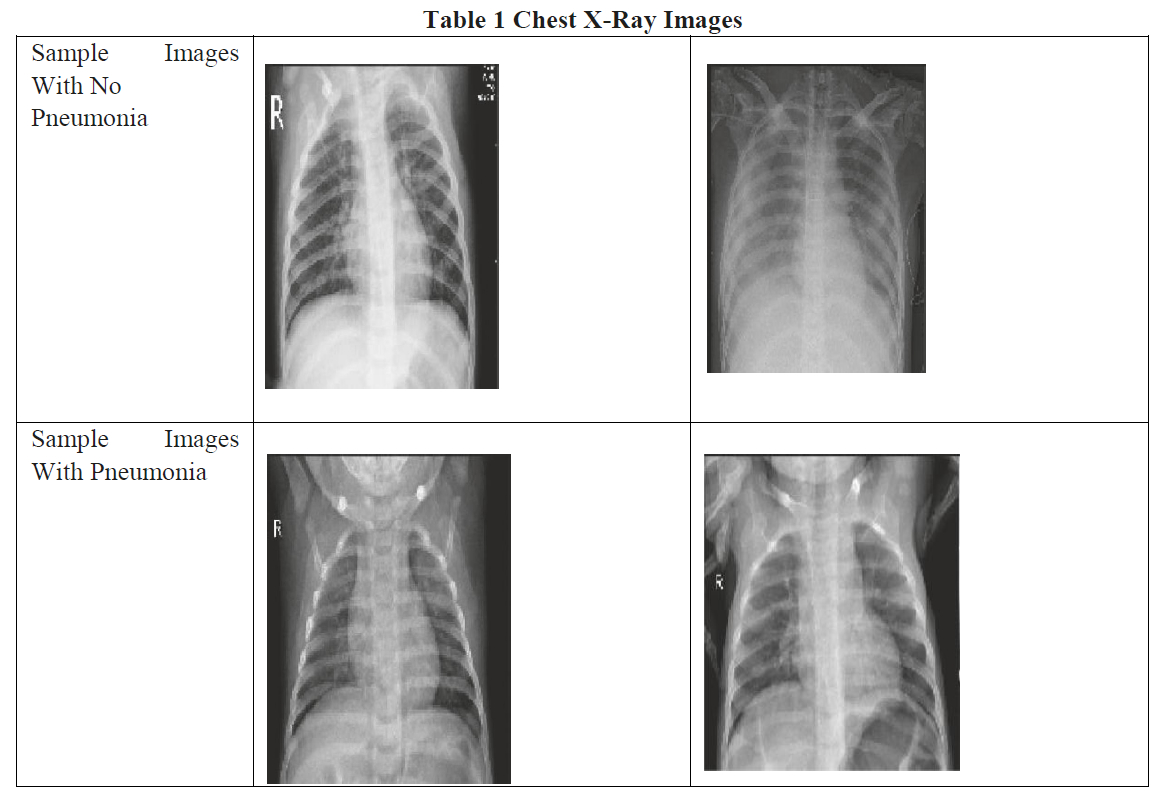 Table 1 Chest X-Ray Images
Sample Images
With No
Pneumonia
R
Sample Images
With Pneumonia
R
R